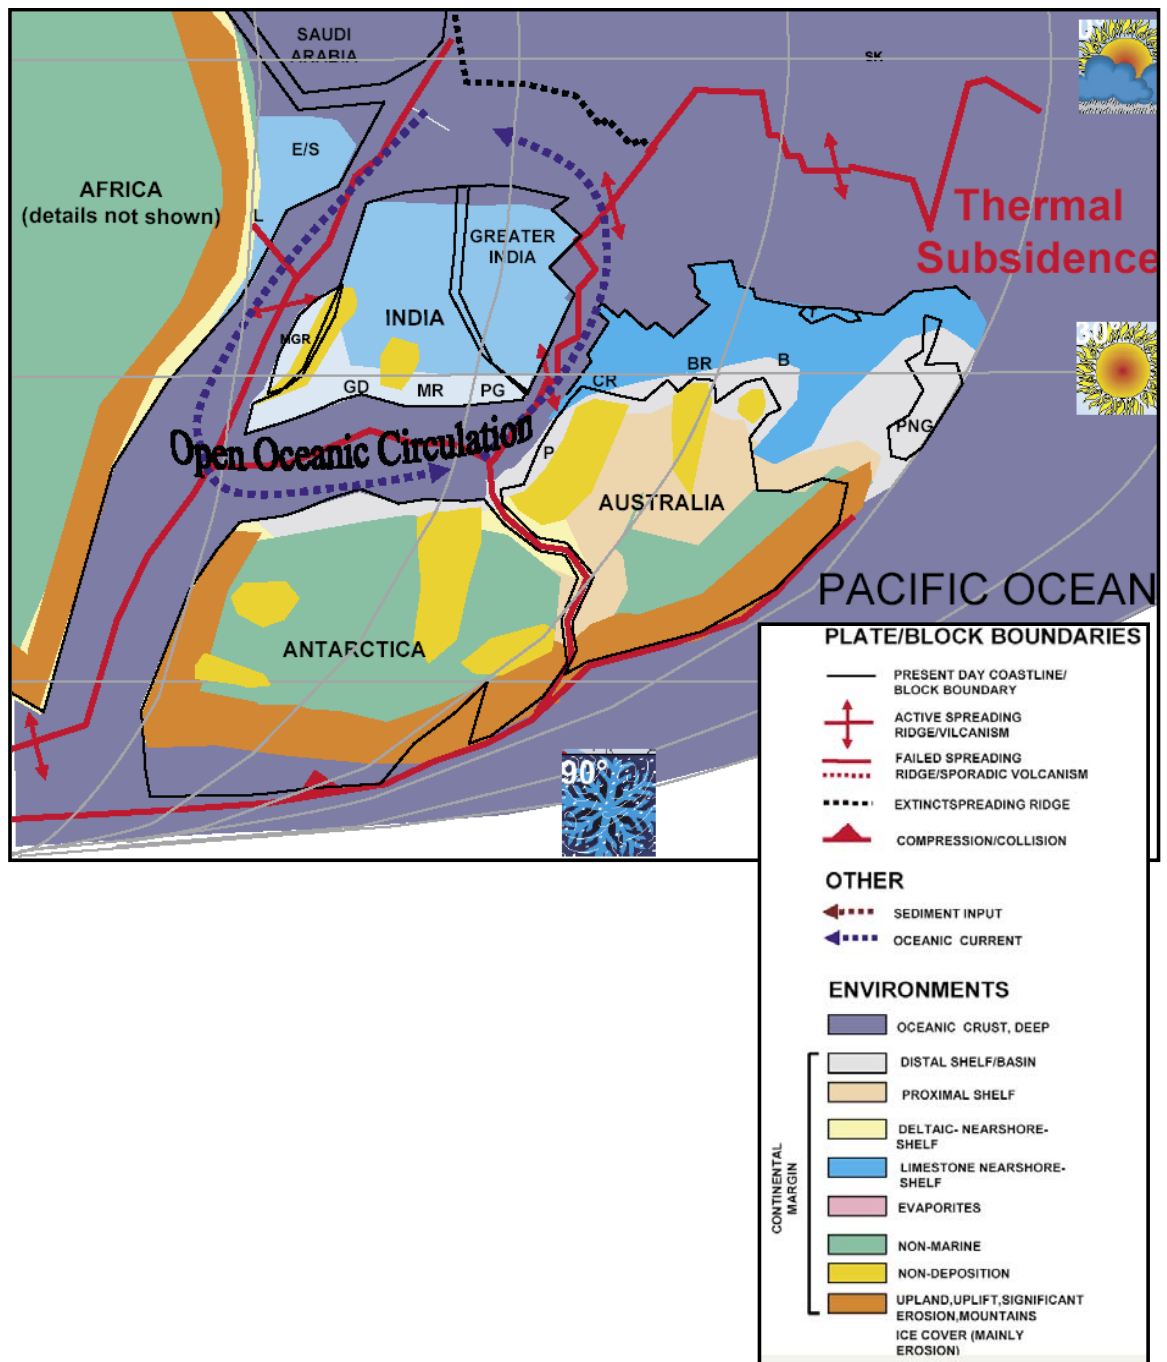 SAUDI
ARABIA
SK
0°
E/S
AFRICA
(details not shown)
L
GREATER
INDIA
Thermal
Subsidence
INDIA
MGR
30°
T
BR
B
GD
MR
PG
CR
PNG
Open Oceanic Circulation
P
AUSTRALIA
PACIFIC OCEAN
ANTARCTICA
90°
PLATE/BLOCK BOUNDARIES
PRESENT DAY COASTLINE/
BLOCK BOUNDARY
ACTIVE SPREADING
RIDGE/VILCANISM
FAILED SPREADING
RIDGE/SPORADIC VOLCANISM
EXTINCTSPREADING RIDGE
COMPRESSION/COLLISION
OTHER
SEDIMENT INPUT
OCEANIC CURRENT
ENVIRONMENTS
OCEANIC CRUST, DEEP
DISTAL SHELF/BASIN
PROXIMAL SHELF
DELTAIC- NEARSHORE-
SHELF
LIMESTONE NEARSHORE-
SHELF
CONTINENTAL
MARGIN
EVAPORITES
NON-MARINE
NON-DEPOSITION
UPLAND,UPLIFT,SIGNIFICANT
EROSION,MOUNTAINS
ICE COVER (MAINLY
EROSION)